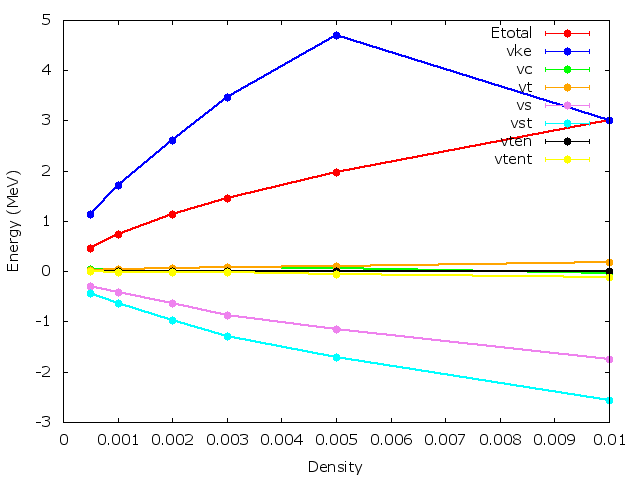 5
4
3
2
1
0
-1
-2
-3
Energy (MeV)
Etotal
vke
vc
vt
vs
vst
vten
vtent
0 0.001 0.002 0.003 0.004 0.005 0.006 0.007 0.008 0.009 0.01
Density